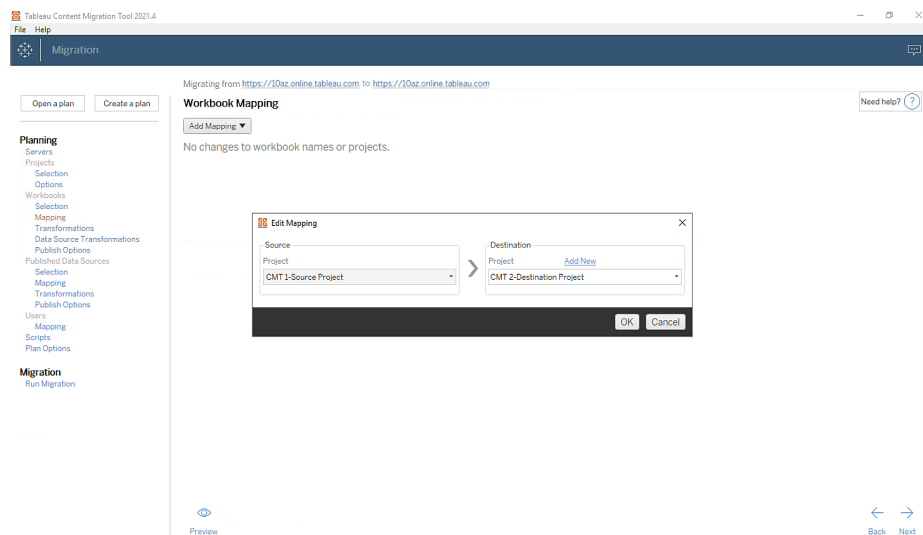 Tableau Content Migration Tool 2021.4
File Help
Migration
Migrating from https://10az.online.tableau.com to https://10az.online.tableau.com
Open a plan Create a plan
Workbook Mapping
Need help? ?
Add Mapping ▼
No changes to workbook names or projects.
Planning
Servers
Projects
Selection
Options
Workbooks
Selection
Mapping
Transformations
Data Source Transformations
Publish Options
Published Data Sources
Selection
Mapping
Transformations
Publish Options
Users
Mapping
Scripts
Plan Options
Migration
Run Migration
Edit Mapping
Source
Project
CMT 1-Source Project
Destination
Project Add New
CMT 2-Destination Project
OK Cancel
Preview
Back Next